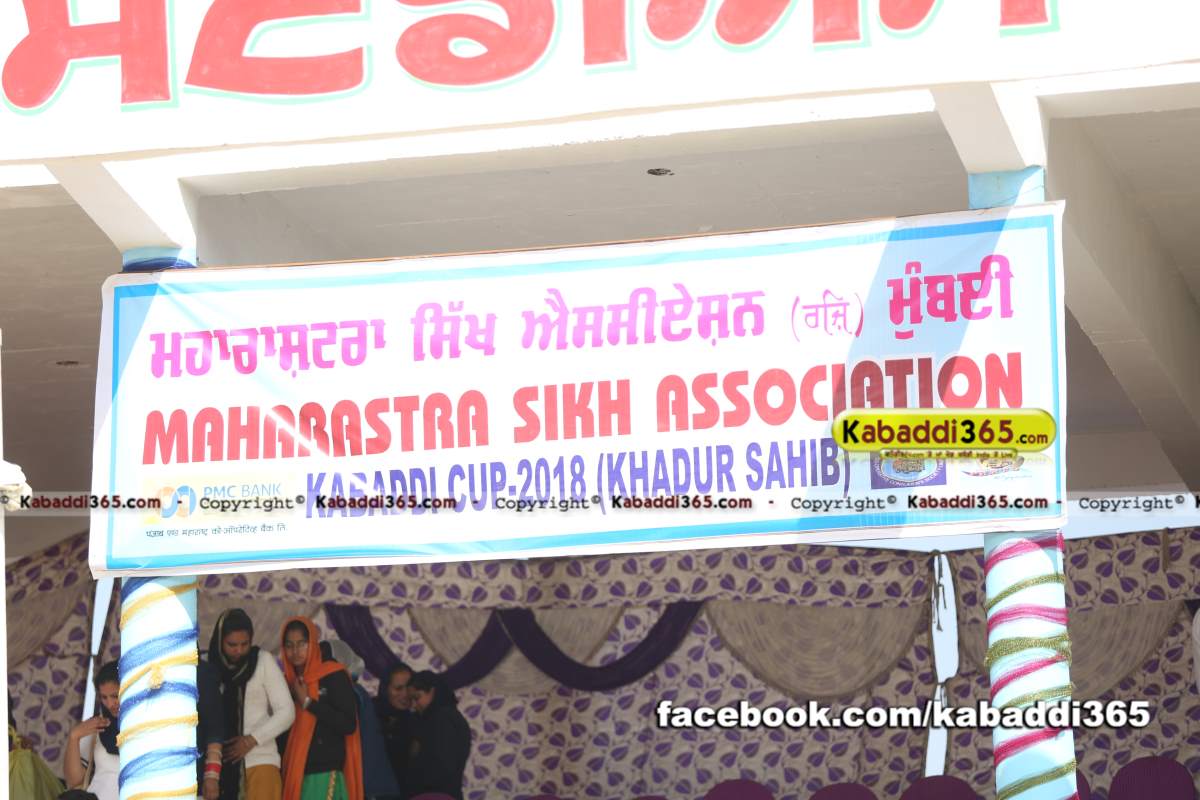 ਮਹਾਰਾਸ਼ਟਰਾ ਸਿੱਖ ਐਸਸੀਏਸ਼ਨ (ਰਜਿ) ਮੁੰਬਈ
MAHARASTRA SIKH ASSOCIATION
Kabaddi365.com
KABADDI CUP-2018 (KHADUR SAHIB)
PMC BANK
Kabaddi365.com - Copyright© Kabaddi365.com - Copyright© Kabaddi365.com - Copyright© Kabaddi365.com - Copyright©
facebook.com/kabaddi365